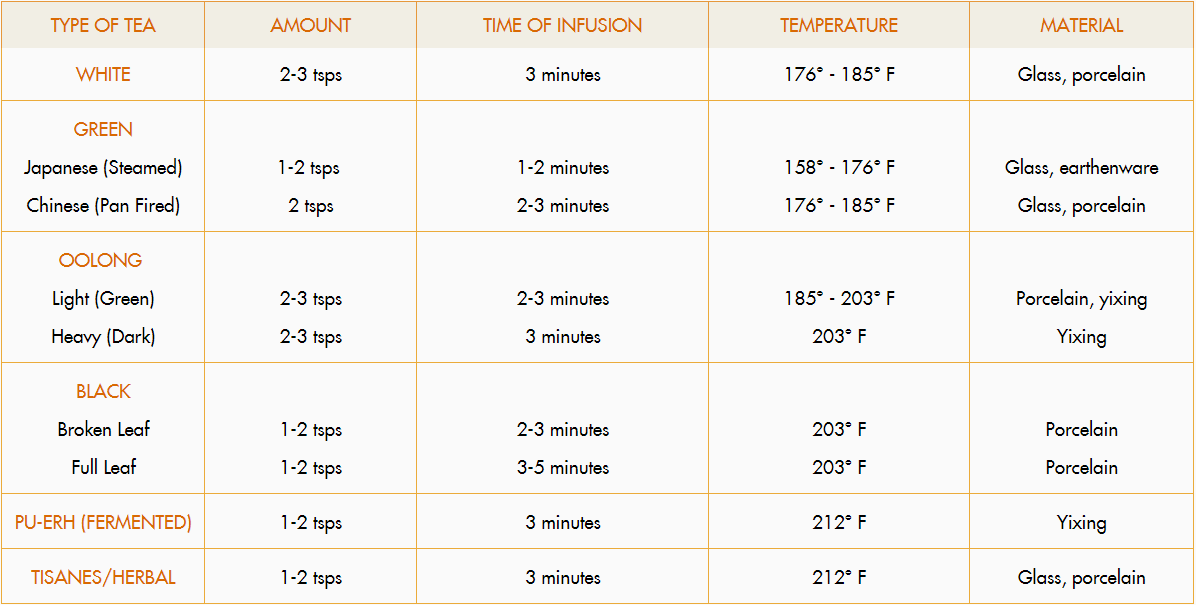 TYPE OF TEA AMOUNT TIME OF INFUSION TEMPERATURE MATERIAL
WHITE 2-3 tsps 3 minutes 176° - 185° F Glass, porcelain
GREEN
Japanese (Steamed) 1-2 tsps 1-2 minutes 158° - 176° F Glass, earthenware
Chinese (Pan Fired) 2 tsps 2-3 minutes 176° - 185° F Glass, porcelain
OOLONG
Light (Green) 2-3 tsps 2-3 minutes 185° - 203° F Porcelain, yixing
Heavy (Dark) 2-3 tsps 3 minutes 203° F Yixing
BLACK
Broken Leaf 1-2 tsps 2-3 minutes 203° F Porcelain
Full Leaf 1-2 tsps 3-5 minutes 203° F Porcelain
PU-ERH (FERMENTED) 1-2 tsps 3 minutes 212° F Yixing
TISANES/HERBAL 1-2 tsps 3 minutes 212° F Glass, porcelain